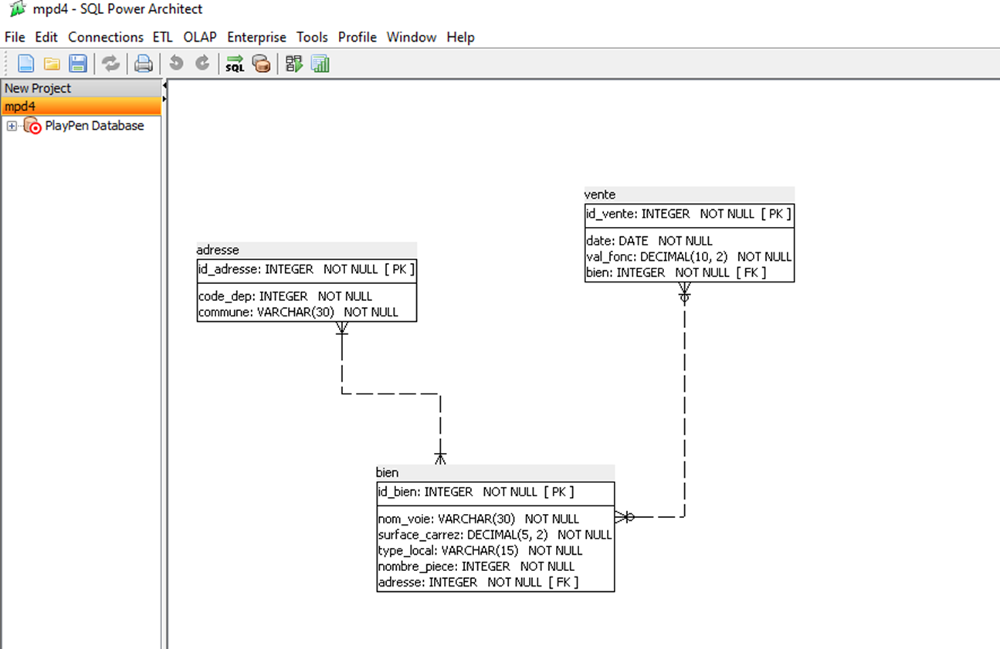 mpd4 - SQL Power Architect
File Edit Connections ETL OLAP Enterprise Tools Profile Window Help
SQL
New Project
mpd4
PlayPen Database
adresse
id_adresse: INTEGER NOT NULL [ PK ]
code_dep: INTEGER NOT NULL
commune: VARCHAR(30) NOT NULL
vente
id_vente: INTEGER NOT NULL [ PK ]
date: DATE NOT NULL
val_fonc: DECIMAL(10, 2) NOT NULL
bien: INTEGER NOT NULL [ FK ]
bien
id_bien: INTEGER NOT NULL [ PK ]
nom_voie: VARCHAR(30) NOT NULL
surface_carrez: DECIMAL(5, 2) NOT NULL
type_local: VARCHAR(15) NOT NULL
nombre_piece: INTEGER NOT NULL
adresse: INTEGER NOT NULL [ FK ]